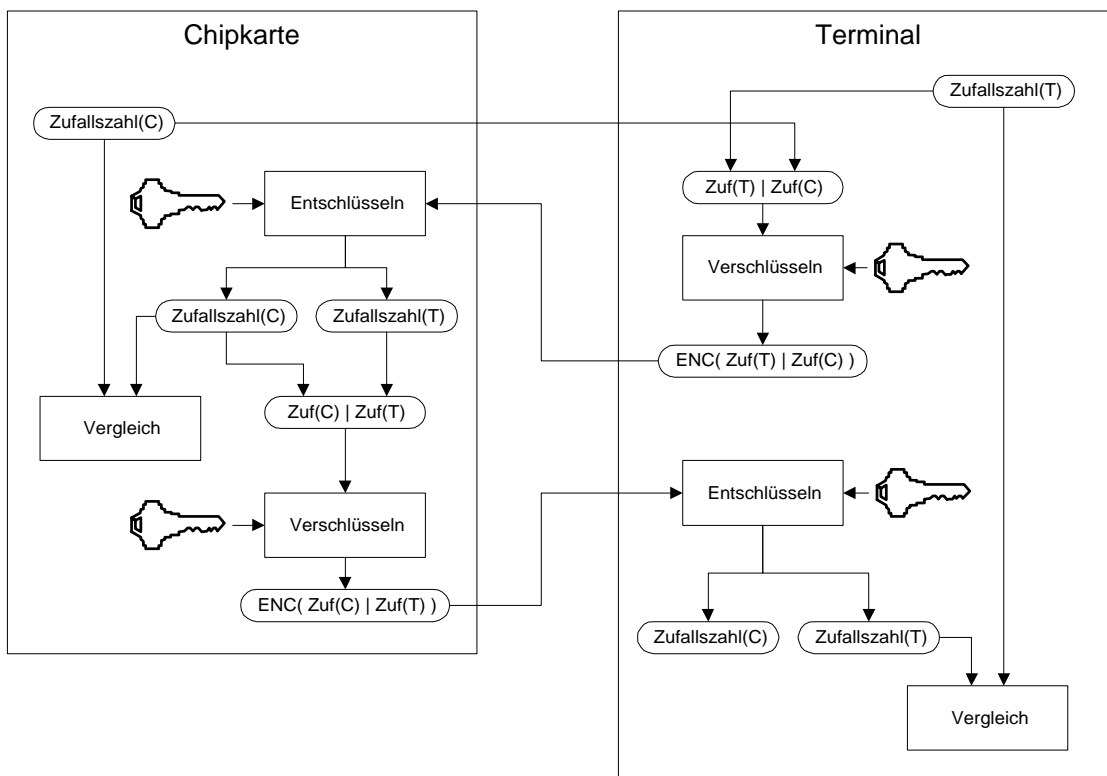 Chipkarte
Terminal
Zufallszahl(T)
Zufallszahl(C)
Zuf(T) | Zuf(C)
Entschlüsseln
Verschlüsseln
Zufallszahl(C)
Zufallszahl(T)
ENC( Zuf(T) | Zuf(C) )
Zuf(C) | Zuf(T)
Vergleich
Entschlüsseln
Verschlüsseln
ENC( Zuf(C) | Zuf(T) )
Zufallszahl(C)
Zufallszahl(T)
Vergleich